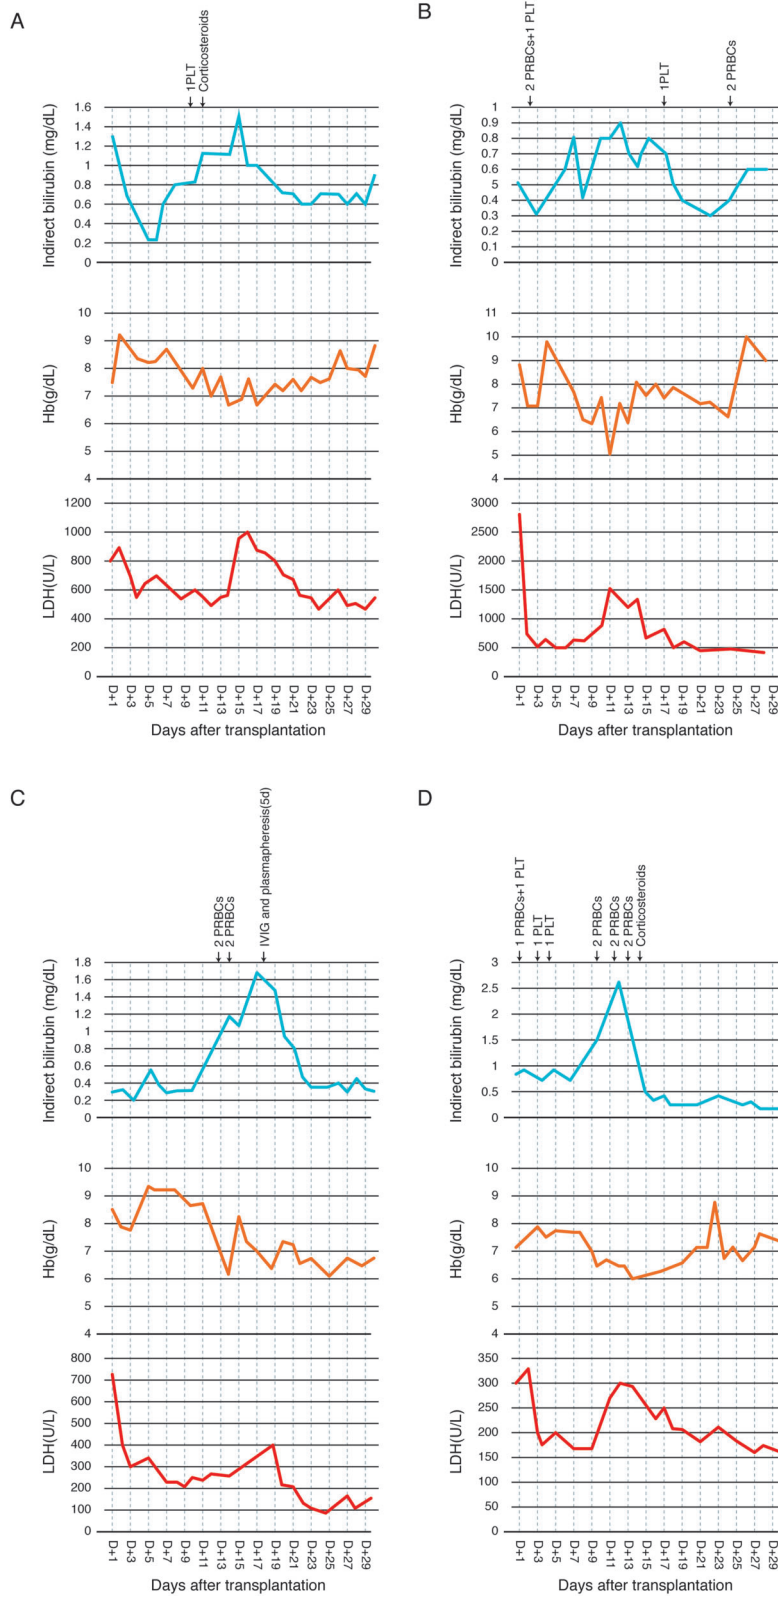 A
1PLT
Corticosteroids
Indirect bilirubin (mg/dL)
1.6
1.4
1.2
1
0.8
0.6
0.4
0.2
0
Hb(g/dL)
10
9
8
7
6
5
4
LDH(U/L)
1200
1000
800
600
400
200
0
D+1
D+3
D+5
D+7
D+9
D+11
D+13
D+15
D+17
D+19
D+21
D+23
D+25
D+27
D+29
Days after transplantation
B
2 PRBCs+1 PLT
1 PLT
2 PRBCs
Indirect bilirubin (mg/dL)
1
0.9
0.8
0.7
0.6
5
0.4
0.3
0.2
0.1
0
Hb(g/dL)
11
10
9
8
7
6
5
4
LDH(U/L)
3000
2500
2000
1500
1000
500
0
D+1
D+3
D+5
D+7
D+9
D+11
D+13
D+15
D+17
D+19
D+21
D+23
D+25
D+27
D+29
Days after transplantation
C
2 PRBCs
2 PRBCs
IVIG and plasmapheresis(5d)
Indirect bilirubin (mg/dL)
1.8
1.6
1.4
1.2
1
0.8
0.6
0.4
0.2
0
Hb(g/dL)
10
9
8
7
6
5
4
LDH(U/L)
800
700
600
500
400
300
200
100
0
D+1
D+3
D+5
D+7
D+9
D+11
D+13
D+15
D+17
D+19
D+21
D+23
D+25
D+27
D+29
Days after transplantation
D
1 PRBCs+1 PLT
1 PLT
1 PLT
2 PRBCs
2 PRBCs
2 PRBCs
Corticosteroids
Indirect bilirubin (mg/dL)
3
2.5
2
1.5
1
0.5
0
Hb(g/dL)
10
9
8
7
6
5
4
LDH(U/L)
350
300
250
200
150
100
50
0
D+1
D+3
D+5
D+7
D+9
D+11
D+13
D+15
D+17
D+19
D+21
D+23
D+25
D+27
D+29
Days after transplantation